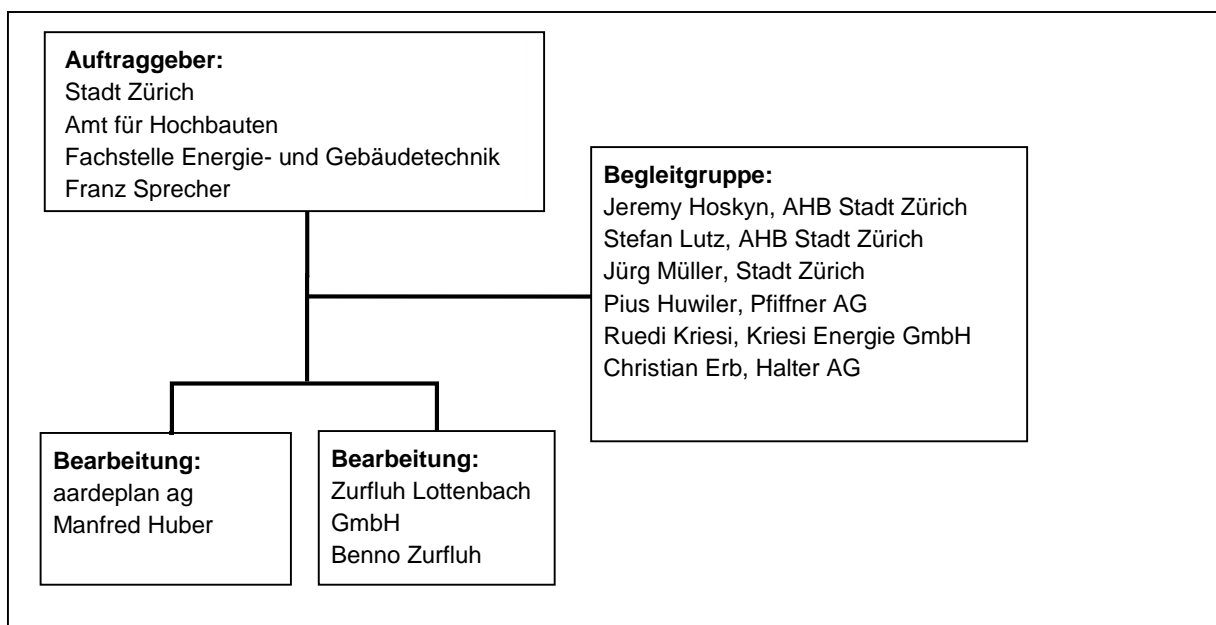 Auftraggeber:
Stadt Zürich
Amt für Hochbauten
Fachstelle Energie- und Gebäudetechnik
Franz Sprecher
Begleitgruppe:
Jeremy Hoskyn, AHB Stadt Zürich
Stefan Lutz, AHB Stadt Zürich
Jürg Müller, Stadt Zürich
Pius Huwiler, Pfiffner AG
Ruedi Kriesi, Kriesi Energie GmbH
Christian Erb, Halter AG
Bearbeitung:
aardeplan ag
Manfred Huber
Bearbeitung:
Zurfluh Lottenbach
GmbH
Benno Zurfluh